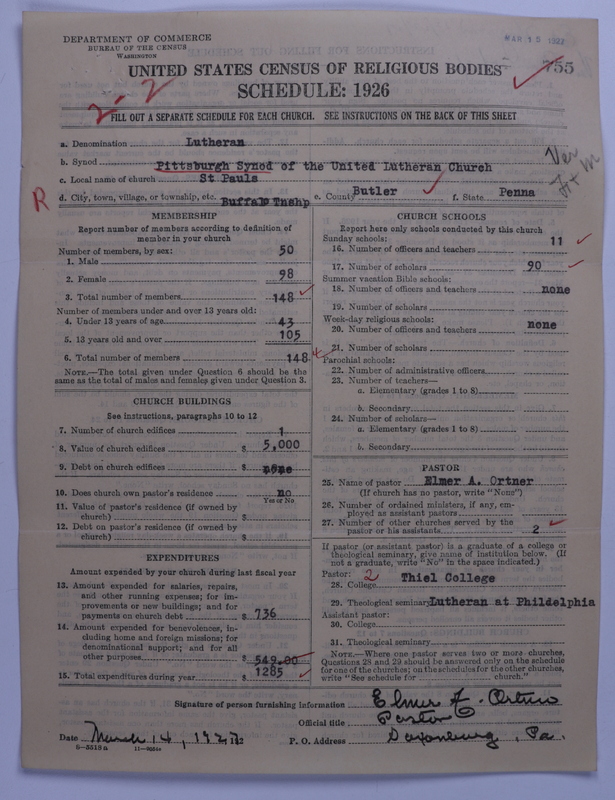 DEPARTMENT OF COMMERCE
BUREAU OF THE CENSUS
WASHINGTON
MAR 15 1927
UNITED STATES CENSUS OF RELIGIOUS BODIES
755
SCHEDULE: 1926
2-2
FILL OUT A SEPARATE SCHEDULE FOR EACH CHURCH. SEE INSTRUCTIONS ON THE BACK OF THIS SHEET
a. Denomination Lutheran
b. Synod Pittsburgh Synod of the United Lutheran Church
Ver
c. Local name of church St Pauls
R
d. City, town, village, or township, etc. Buffalo Tnshp e. County Butler f. State Penna
MEMBERSHIP
Report number of members according to definition of
member in your church
Number of members, by sex:
1. Male 50
2. Female 98
3. Total number of members 148
Number of members under and over 13 years old:
4. Under 13 years of age 43
5. 13 years old and over 105
6. Total number of members 148
NOTE.—The total given under Question 6 should be
same as the total of males and females given under Question 3.
CHURCH BUILDINGS
See instructions, paragraphs 10 to 12
7. Number of church edifices 1
8. Value of church edifices $ 5,000
9. Debt on church edifices $ none
10. Does church own pastor's residence no
Yes or No
11. Value of pastor's residence (if owned by
church) $
12. Debt on pastor's residence (if owned by
church) $
EXPENDITURES
Amount expended by your church during last fiscal year
13. Amount expended for salaries, repairs,
and other running expenses; for im-
provements or new buildings; and for
payments on church debt $ 736
14. Amount expended for benevolences, in-
cluding home and foreign missions; for
denominational support; and for all
other purposes $ 549.00
15. Total expenditures during year $ 1285
CHURCH SCHOOLS
Report here only schools conducted by this church
Sunday schools:
16. Number of officers and teachers 11
17. Number of scholars 90
Summer vacation Bible schools:
18. Number of officers and teachers none
19. Number of scholars
Week-day religious schools:
20. Number of officers and teachers none
21. Number of scholars
Parochial schools:
22. Number of administrative officers
23. Number of teachers—
a. Elementary (grades 1 to 8)
b. Secondary
24. Number of scholars—
a. Elementary (grades 1 to 8)
b. Secondary
PASTOR
25. Name of pastor Elmer A. Ortner
(If church has no pastor, write "None")
26. Number of ordained ministers, if any, em-
ployed as assistant pastors
27. Number of other churches served by the
pastor or his assistants 2
If pastor (or assistant pastor) is a graduate of a college or
theological seminary, give name of institution below. (If
not a graduate, write "No" in the space indicated.)
Pastor: 2
28. College Thiel College
29. Theological seminary Lutheran at Phildelphia
Assistant pastor:
30. College
31. Theological seminary
NOTE.—Where one pastor serves two or more churches,
Questions 28 and 29 should be answered only on the schedule
for one of the churches; on the schedules for the other churches,
write "See schedule for church."
Signature of person furnishing information Elmer A. Ortner
Official title Pastor
Date March 14, 1927 192 P. O. Address Saxonburg, Pa.
6-5518a